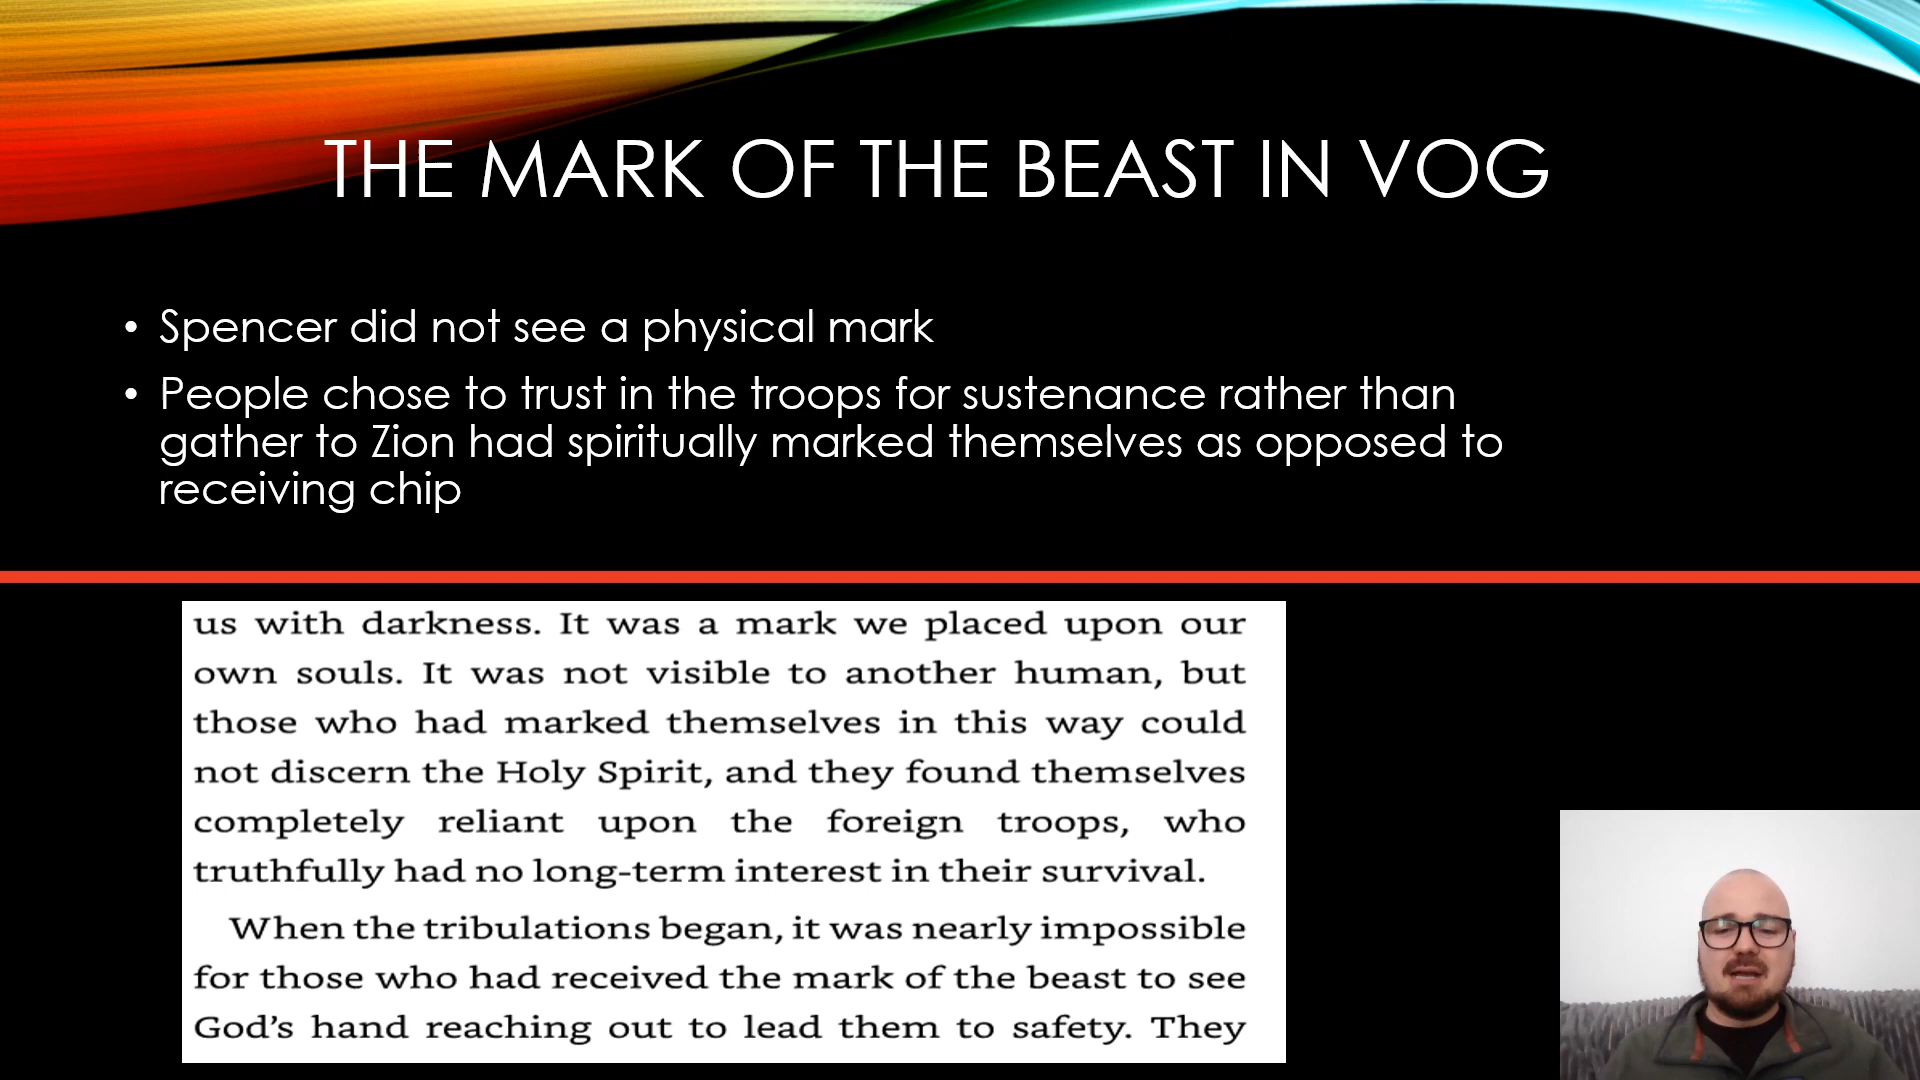 THE MARK OF THE BEAST IN VOG
• Spencer did not see a physical mark
• People chose to trust in the troops for sustenance rather than
gather to Zion had spiritually marked themselves as opposed to
receiving chip
us with darkness. It was a mark we placed upon our
own souls. It was not visible to another human, but
those who had marked themselves in this way could
not discern the Holy Spirit, and they found themselves
completely reliant upon the foreign troops, who
truthfully had no long-term interest in their survival.
When the tribulations began, it was nearly impossible
for those who had received the mark of the beast to see
God’s hand reaching out to lead them to safety. They